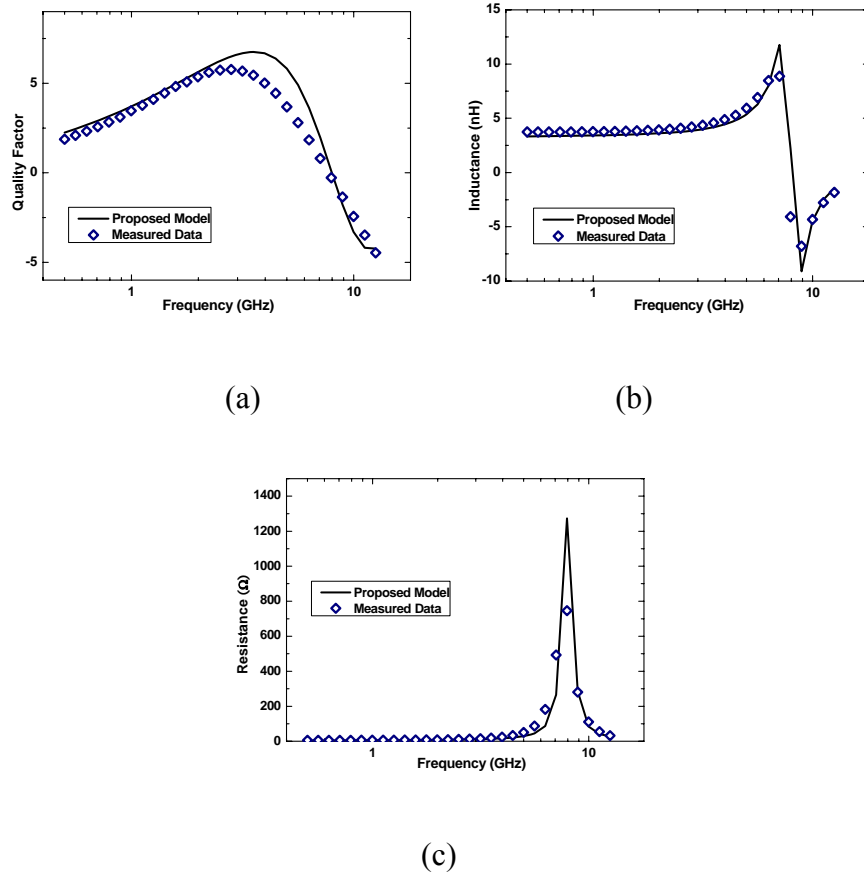 5
0
-5
1
10
Quality Factor
Frequency (GHz)
Proposed Model
Measured Data
(a)
15
10
5
0
-5
-10
1
10
Inductance (nH)
Frequency (GHz)
Proposed Model
Measured Data
(b)
1400
1200
1000
800
600
400
200
0
1
10
Resistance (Ω)
Frequency (GHz)
Proposed Model
Measured Data
(c)